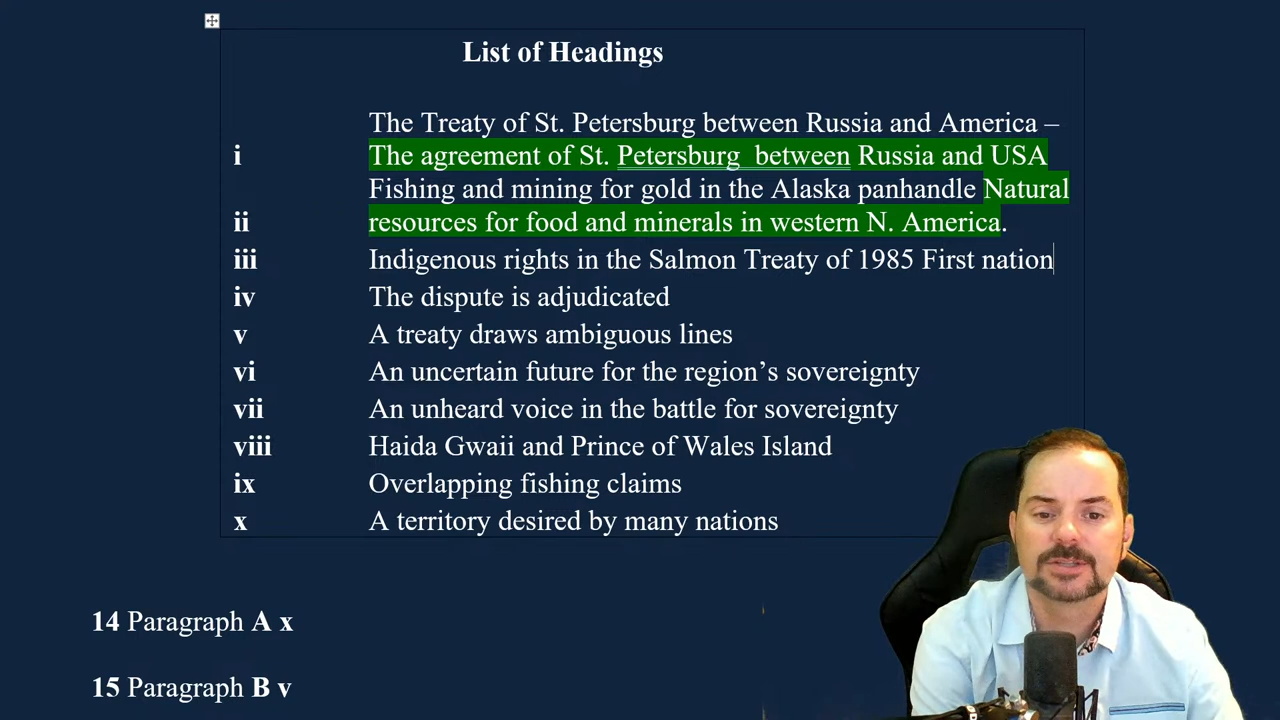 List of Headings
The Treaty of St. Petersburg between Russia and America –
i The agreement of St. Petersburg  between Russia and USA
Fishing and mining for gold in the Alaska panhandle Natural
ii resources for food and minerals in western N. America.
iii Indigenous rights in the Salmon Treaty of 1985 First nation
iv The dispute is adjudicated
v A treaty draws ambiguous lines
vi An uncertain future for the region’s sovereignty
vii An unheard voice in the battle for sovereignty
viii Haida Gwaii and Prince of Wales Island
ix Overlapping fishing claims
x A territory desired by many nations
14 Paragraph A x
15 Paragraph B v